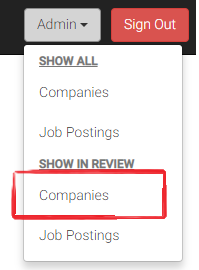 Admin
Sign Out
SHOW ALL
Companies
Job Postings
SHOW IN REVIEW
Companies
Job Postings